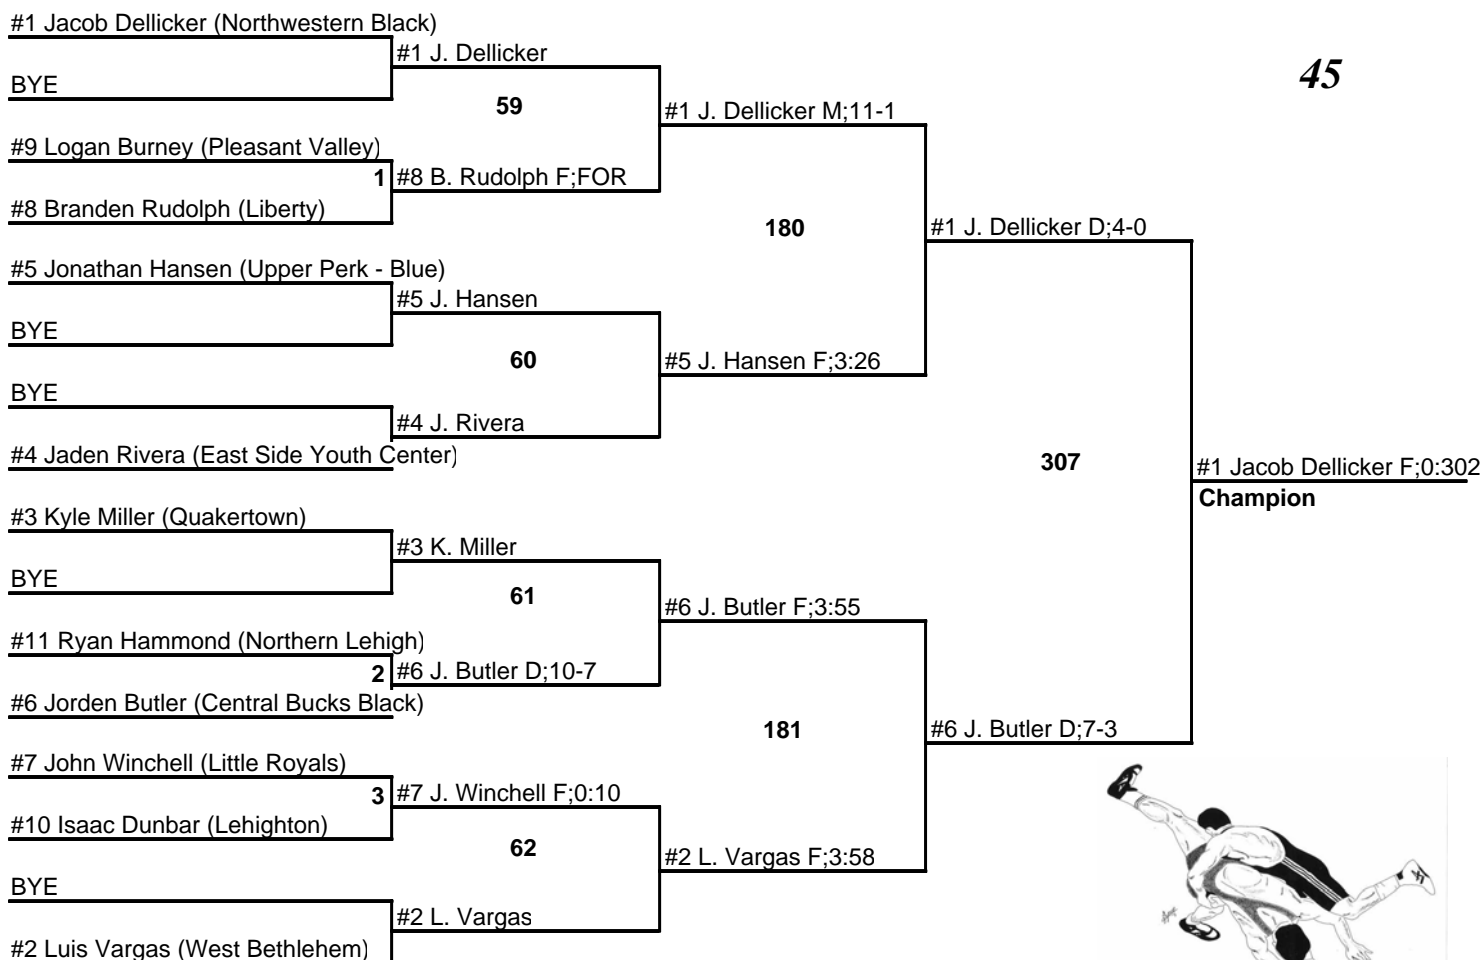 #1 Jacob Dellicker (Northwestern Black)
#1 J. Dellicker
45
BYE
59
#1 J. Dellicker M;11-1
#9 Logan Burney (Pleasant Valley)
1 #8 B. Rudolph F;FOR
#8 Branden Rudolph (Liberty)
180
#1 J. Dellicker D;4-0
#5 Jonathan Hansen (Upper Perk - Blue)
#5 J. Hansen
BYE
60
#5 J. Hansen F;3:26
BYE
#4 J. Rivera
#4 Jaden Rivera (East Side Youth Center)
307
#1 Jacob Dellicker F;0:302
Champion
#3 Kyle Miller (Quakertown)
#3 K. Miller
BYE
61
#6 J. Butler F;3:55
#11 Ryan Hammond (Northern Lehigh)
2 #6 J. Butler D;10-7
#6 Jorden Butler (Central Bucks Black)
181
#6 J. Butler D;7-3
#7 John Winchell (Little Royals)
3 #7 J. Winchell F;0:10
#10 Isaac Dunbar (Lehighton)
62
#2 L. Vargas F;3:58
BYE
#2 L. Vargas
#2 Luis Vargas (West Bethlehem)